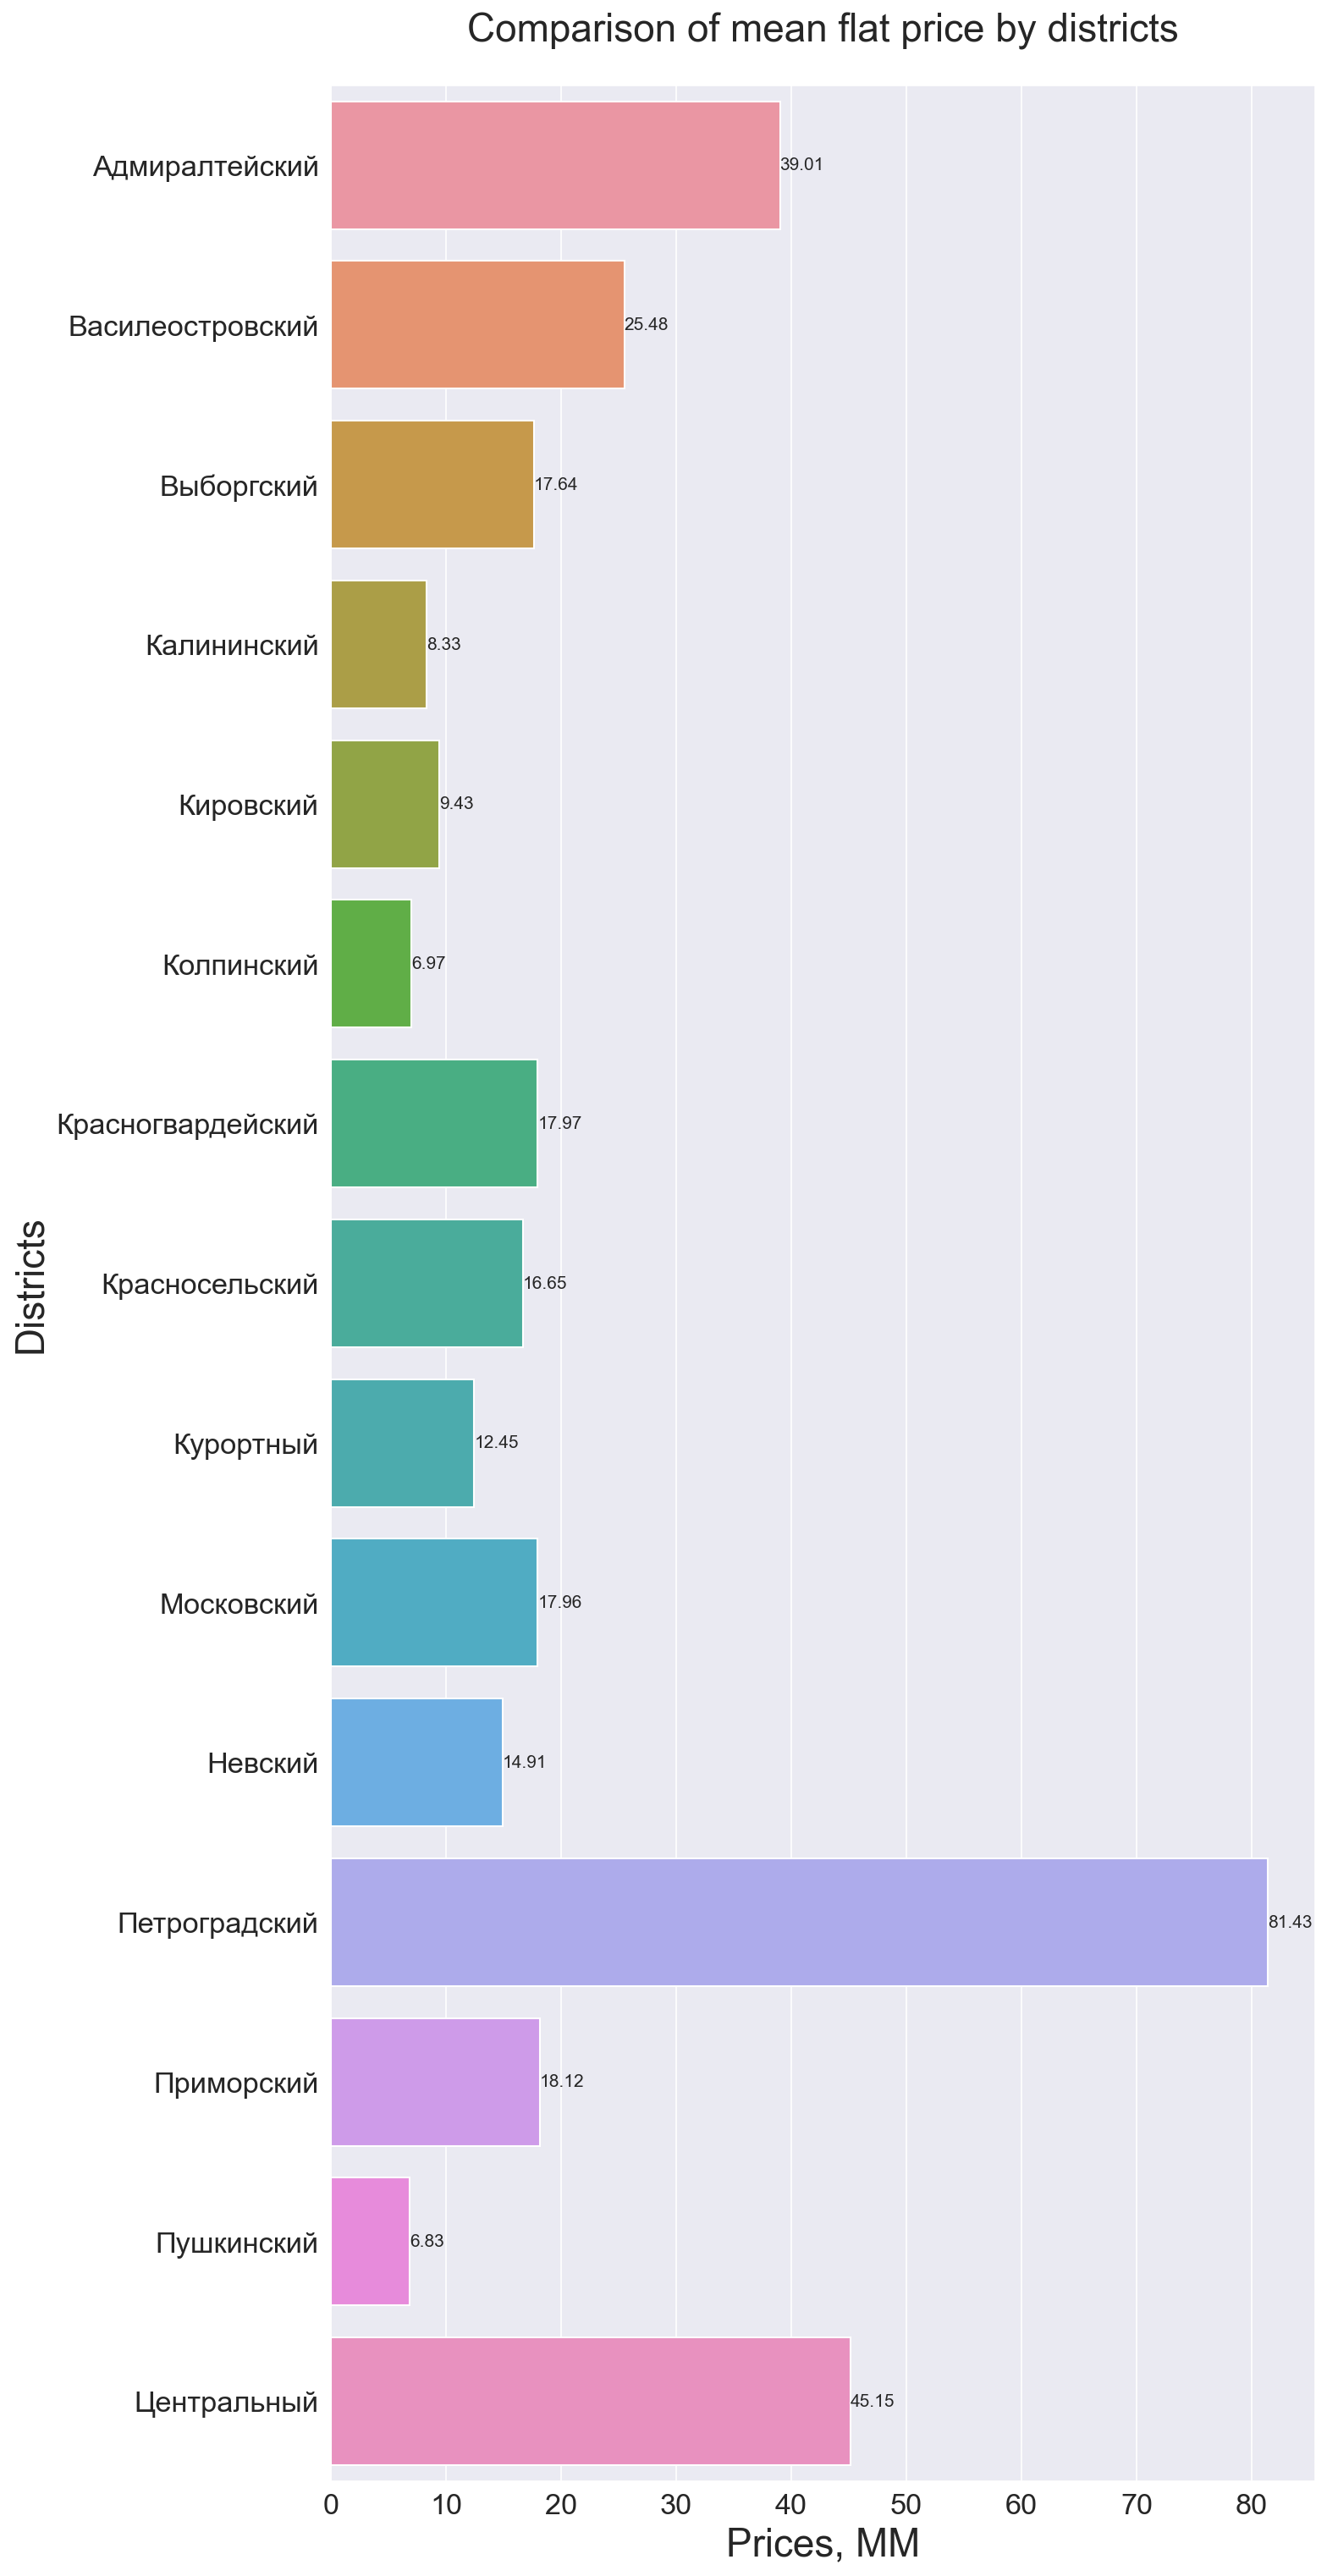 Comparison of mean flat price by districts
Адмиралтейский
39.01
Василеостровский
25.48
Выборгский
17.64
Калининский
8.33
Кировский
9.43
Колпинский
6.97
Красногвардейский
17.97
Красносельский
16.65
Курортный
12.45
Московский
17.96
Невский
14.91
Петроградский
81.43
Приморский
18.12
Пушкинский
6.83
Центральный
45.15
Districts
0 10 20 30 40 50 60 70 80
Prices, MM